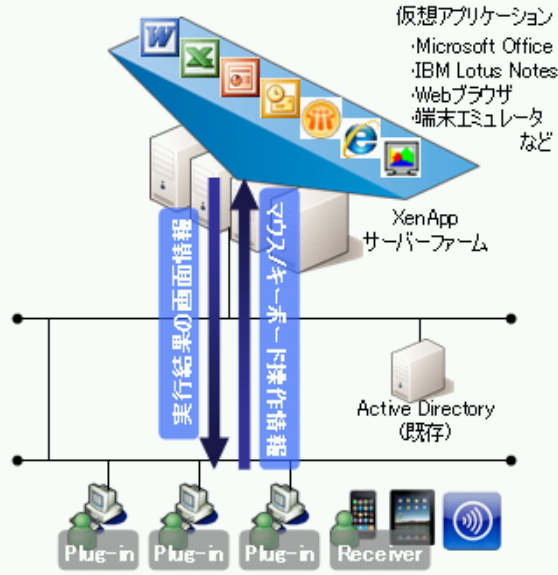 仮想アプリケーション
・Microsoft Office
・IBM Lotus Notes
・Webブラウザ
・端末エミュレータ
など
XenApp
サーバーファーム
実行結果の画面情報
マウス/キーボード操作情報
Active Directory
(既存)
Plug-in
Plug-in
Plug-in
Receiver